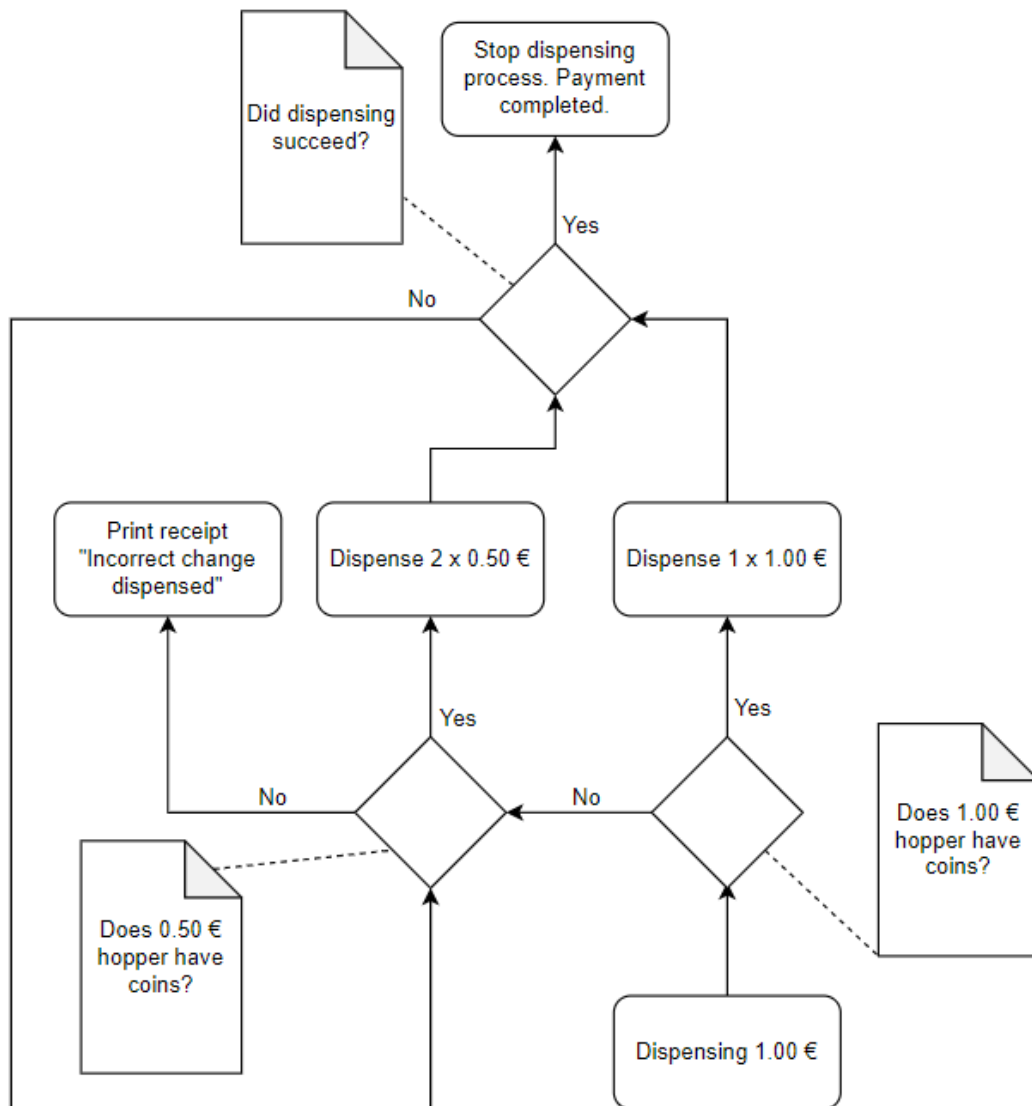 Stop dispensing
process. Payment
completed.
Did dispensing
succeed?
Yes
No
Print receipt
"Incorrect change
dispensed"
Dispense 2 x 0.50 €
Dispense 1 x 1.00 €
Yes
Yes
No
No
Does 1.00 €
hopper have
coins?
Does 0.50 €
hopper have
coins?
Dispensing 1.00 €